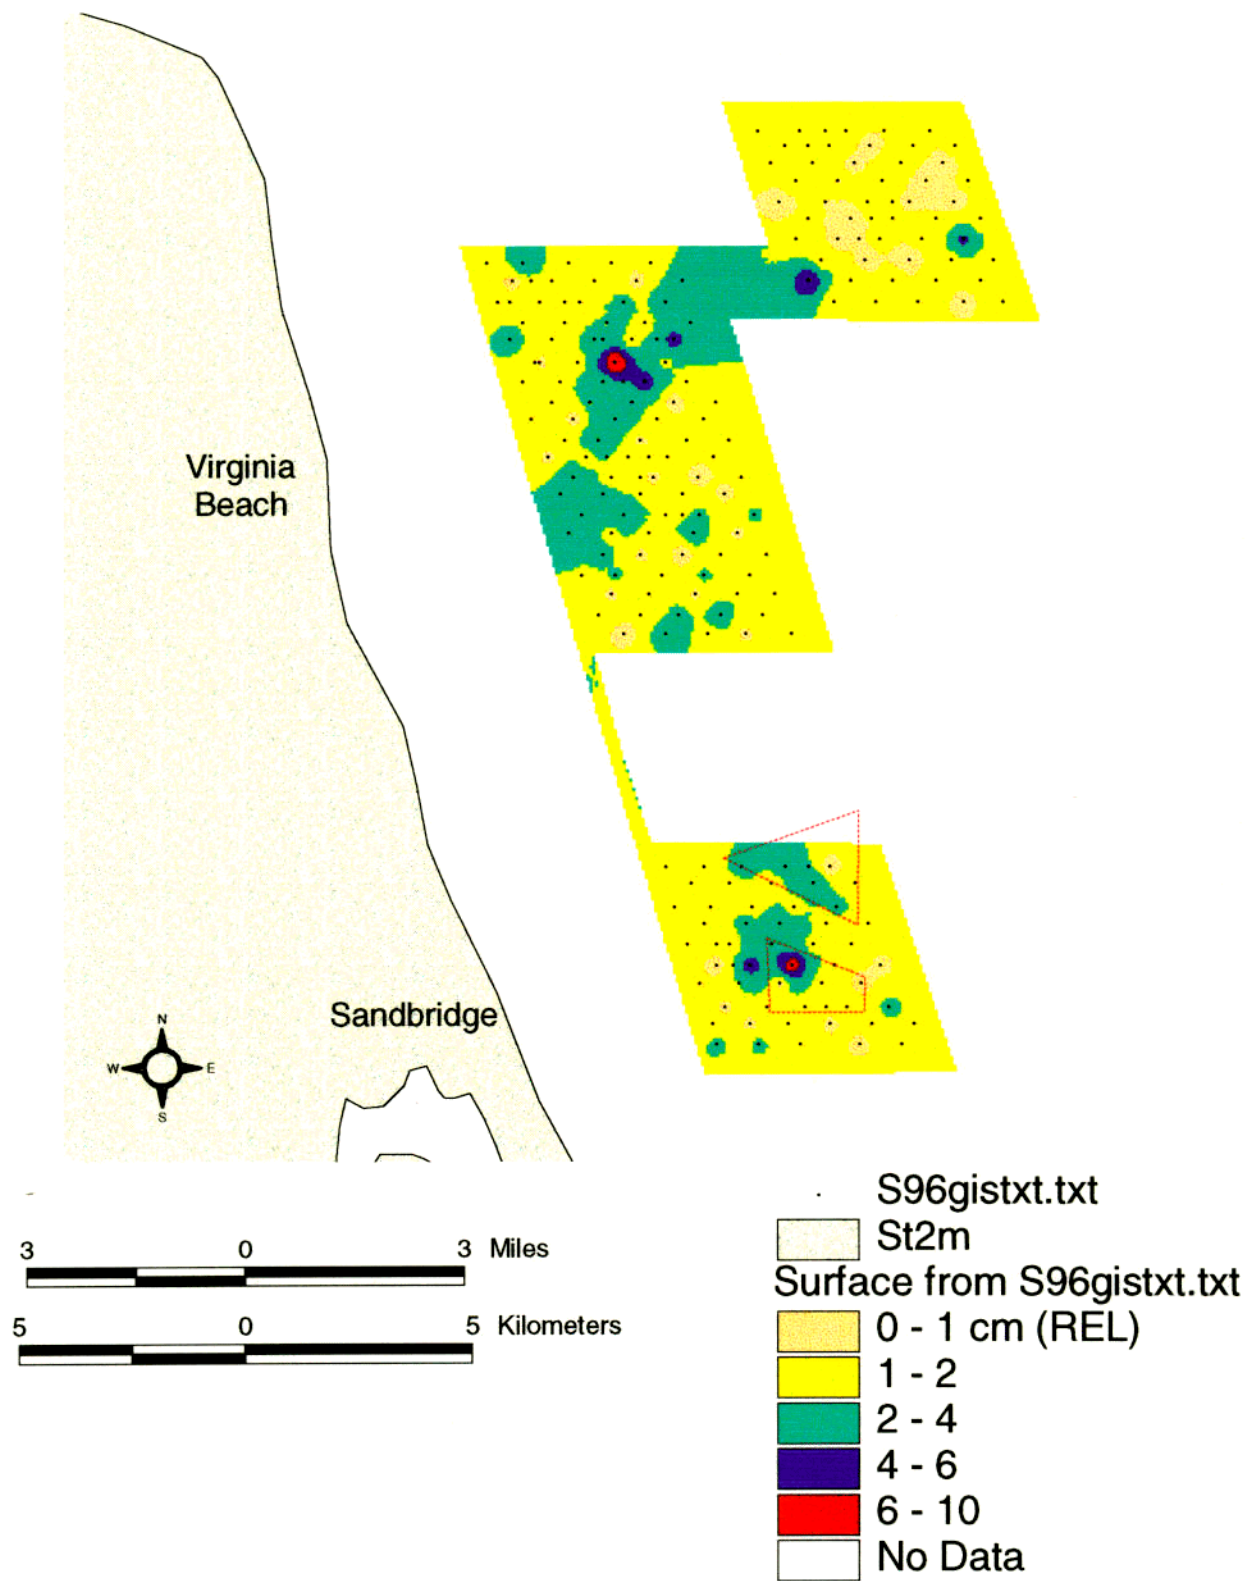 Virginia
Beach
Sandbridge
N
W E
S
3 0 3 Miles
5 0 5 Kilometers
S96gistxt.txt
St2m
Surface from S96gistxt.txt
0 - 1 cm (REL)
1 - 2
2 - 4
4 - 6
6 - 10
No Data